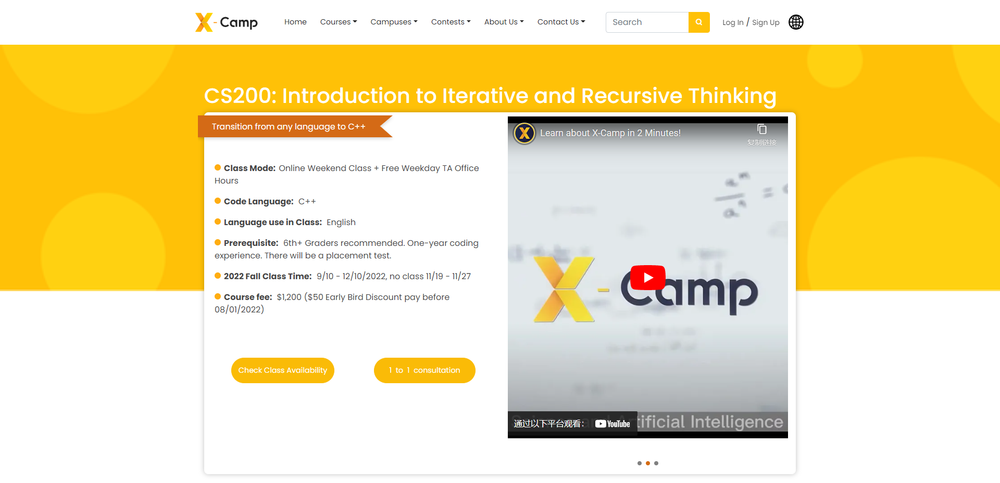 X - Camp
Home Courses Campuses Contests About Us Contact Us Search Log In / Sign Up
CS200: Introduction to Iterative and Recursive Thinking
Transition from any language to C++
Class Mode: Online Weekend Class + Free Weekday TA Office
Hours
Code Language: C++
Language use in Class: English
Prerequisite: 6th+ Graders recommended. One-year coding
experience. There will be a placement test.
2022 Fall Class Time: 9/10 - 12/10/2022, no class 11/19 - 11/27
Course fee: $1,200 ($50 Early Bird Discount pay before
08/01/2022)
Check Class Availability
1 to 1 consultation
Learn about X-Camp in 2 Minutes!
复制链接
X - Camp
通过以下平台观看： YouTube
tificial Intelligence